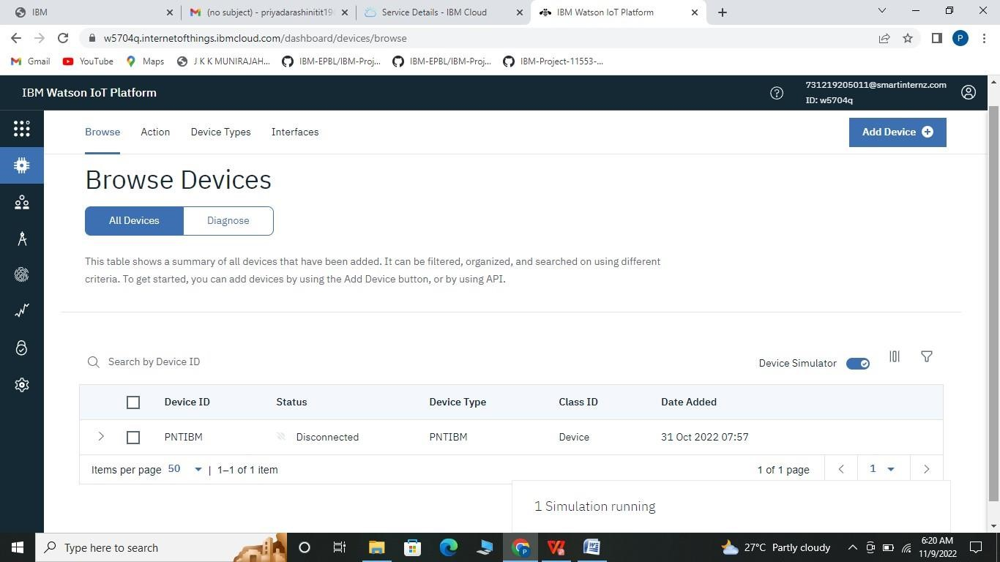 IBM
(no subject) - priyadarashinitit19
Service Details - IBM Cloud
IBM Watson IoT Platform
w5704q.internetofthings.ibmcloud.com/dashboard/devices/browse
P
Gmail
YouTube
Maps
J K K MUNIRAJAH...
IBM-EPBL/IBM-Proj...
IBM-EPBL/IBM-Proj...
IBM-Project-11553-...
IBM Watson IoT Platform
731219205011@smartinternz.com
ID: w5704q
Browse
Action
Device Types
Interfaces
Add Device
Browse Devices
All Devices
Diagnose
This table shows a summary of all devices that have been added. It can be filtered, organized, and searched on using different
criteria. To get started, you can add devices by using the Add Device button, or by using API.
Search by Device ID
Device Simulator
Device ID Status Device Type Class ID Date Added
PNTIBM Disconnected PNTIBM Device 31 Oct 2022 07:57
Items per page 50 | 1–1 of 1 item
1 of 1 page
1
1 Simulation running
Type here to search
27°C Partly cloudy
6:20 AM
11/9/2022